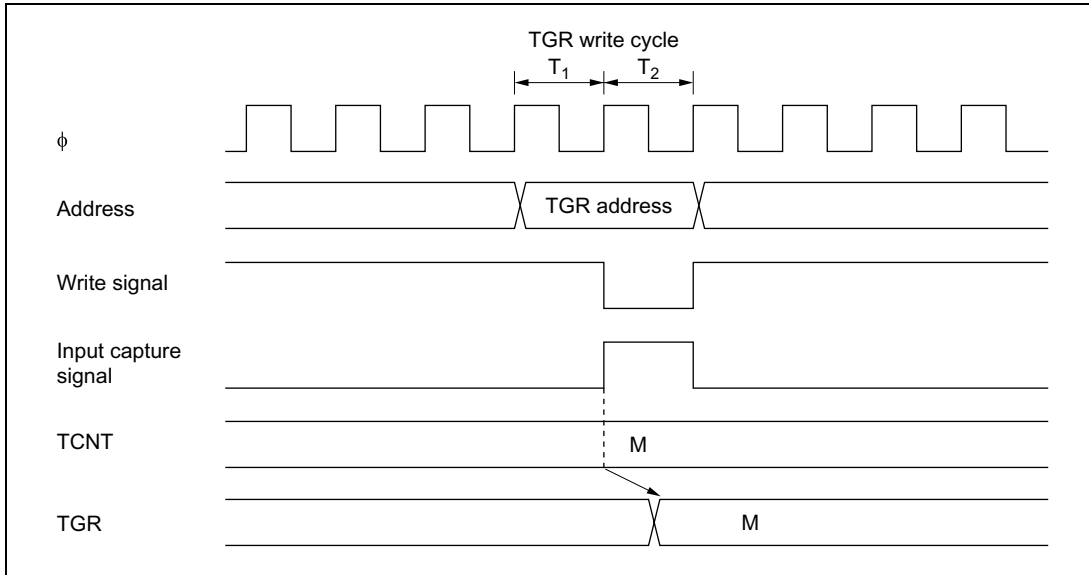 TGR write cycle
T1 T2
ϕ
Address
TGR address
Write signal
Input capture
signal
TCNT
M
TGR
M